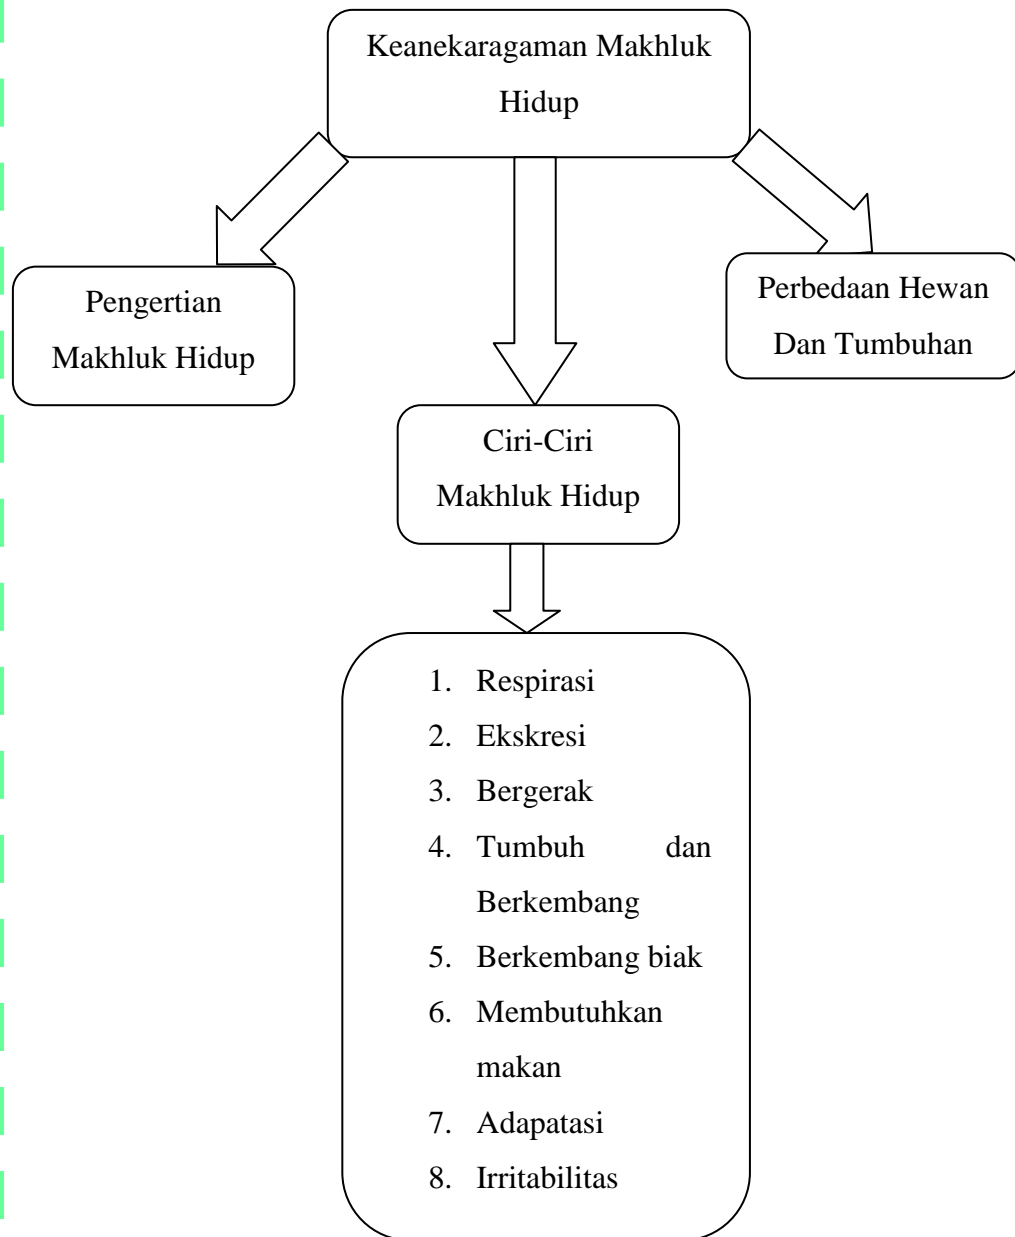 Keanekaragaman Makhluk
Hidup
Pengertian
Makhluk Hidup
Perbedaan Hewan
Dan Tumbuhan
Ciri-Ciri
Makhluk Hidup
1. Respirasi
2. Ekskresi
3. Bergerak
4. Tumbuh dan
Berkembang
5. Berkembang biak
6. Membutuhkan
makan
7. Adapatasi
8. Irritabilitas